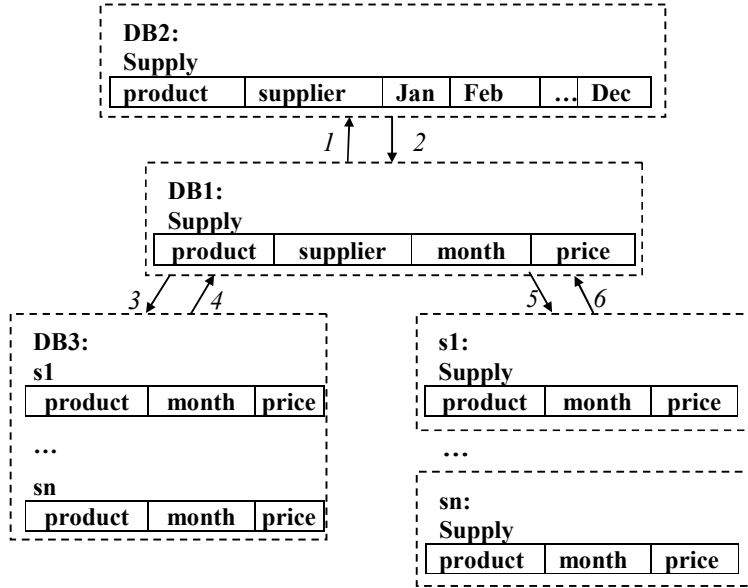 DB2:
Supply
product supplier Jan Feb ... Dec
1 2
DB1:
Supply
product supplier month price
3 4 5 6
DB3:
s1
product month price
...
sn
product month price
s1:
Supply
product month price
...
sn:
Supply
product month price